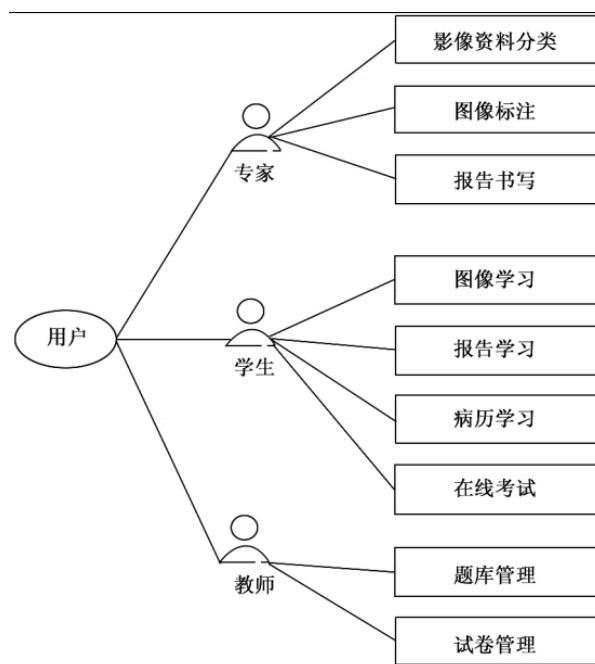 影像资料分类
图像标注
报告书写
专家
图像学习
用户
报告学习
学生
病历学习
在线考试
题库管理
教师
试卷管理